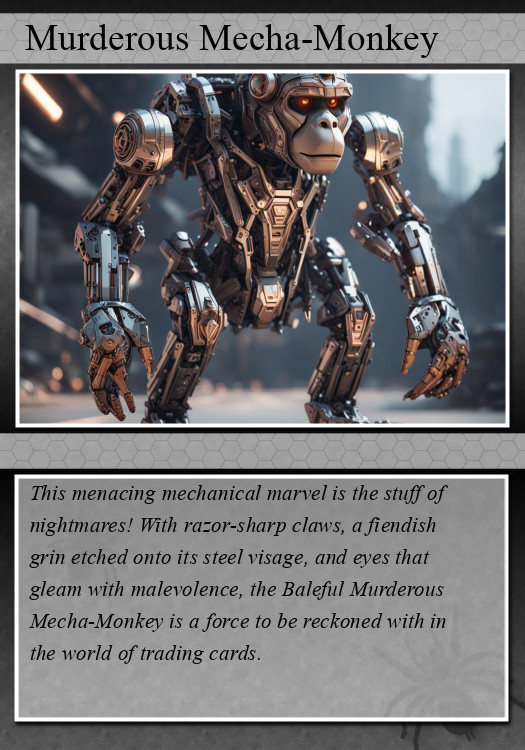 Murderous Mecha-Monkey
This menacing mechanical marvel is the stuff of
nightmares! With razor-sharp claws, a fiendish
grin etched onto its steel visage, and eyes that
gleam with malevolence, the Baleful Murderous
Mecha-Monkey is a force to be reckoned with in
the world of trading cards.